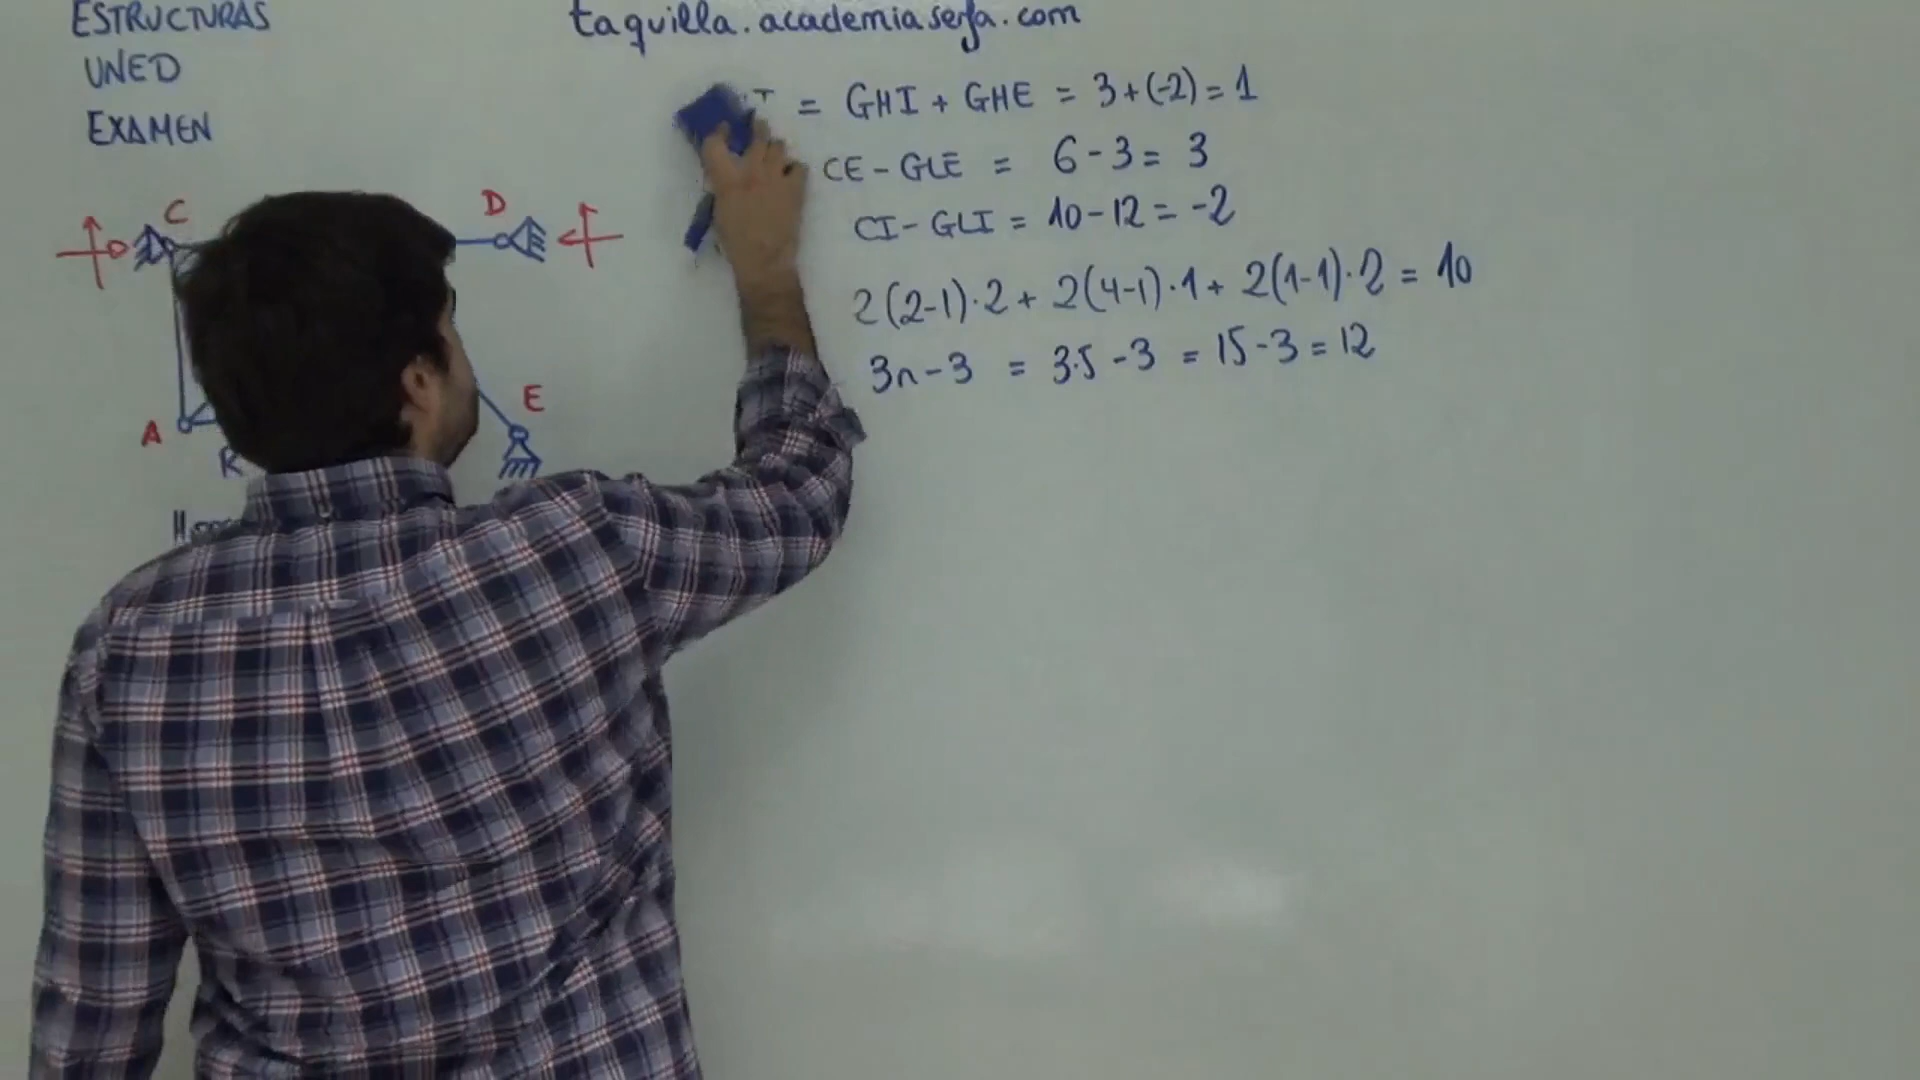 ESTRUCTURAS
UNED
EXAMEN
taquilla.academiaserfa.com
= GHI + GHE = 3+(-2) = 1
CE - GLE = 6 - 3 = 3
CI - GLI = 10 - 12 = -2
2(2-1)·2 + 2(4-1)·1 + 2(1-1)·2 = 10
3n - 3 = 3·5 - 3 = 15 - 3 = 12
C
D
E
A